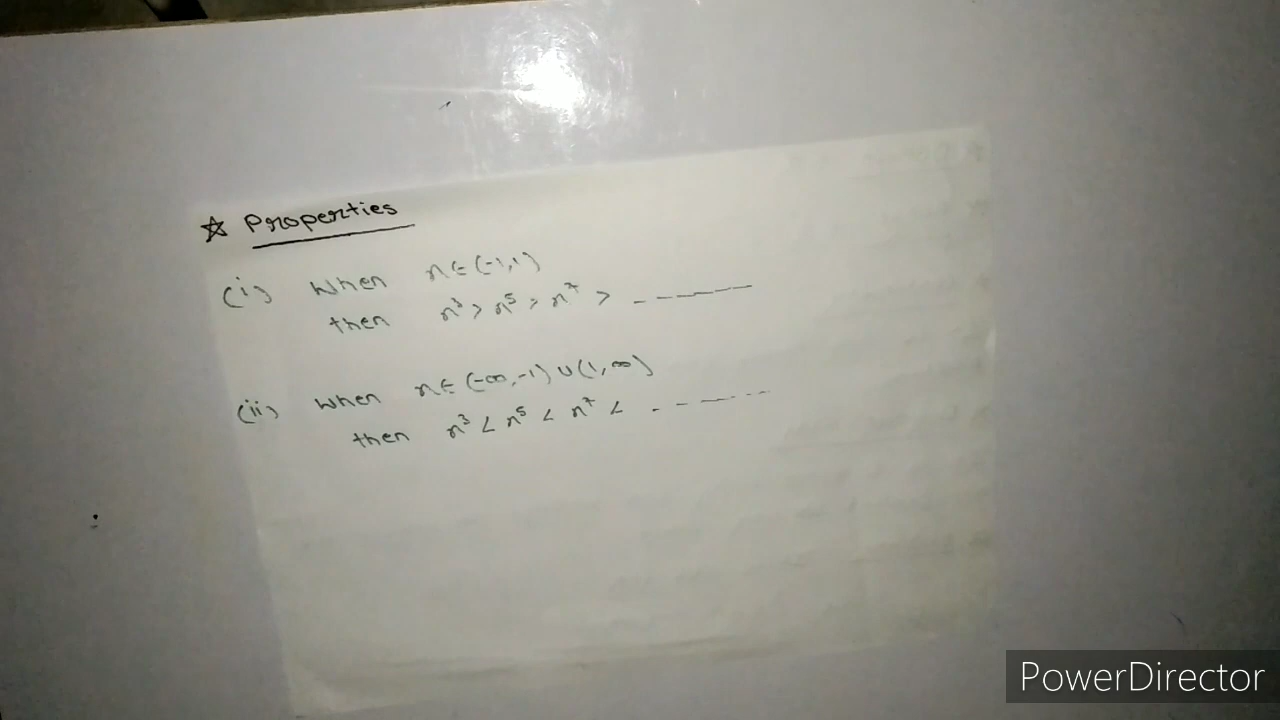 ☆ Properties
(i) When x ∈ (-1,1)
then x³ > x⁵ > x⁷ > -------
(ii) When x ∈ (-∞,-1) ∪ (1,∞)
then x³ < x⁵ < x⁷ < -------
PowerDirector